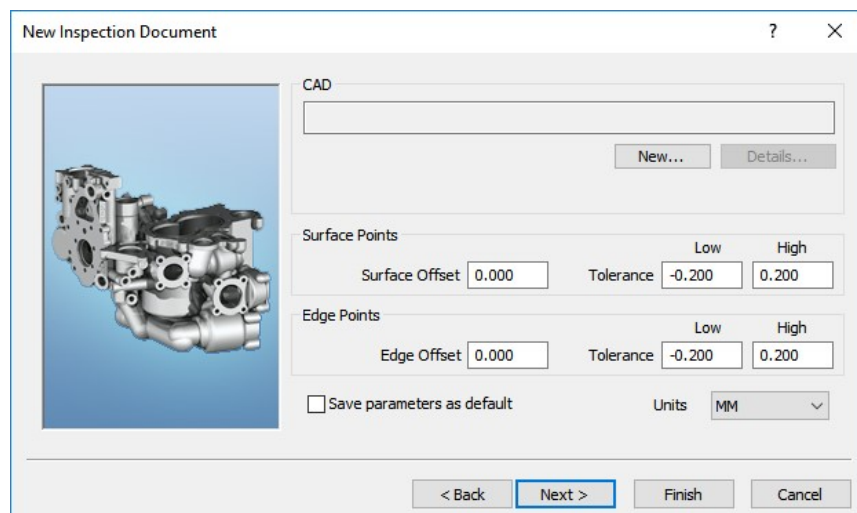 New Inspection Document ?
CAD
New... Details...
Surface Points
Low High
Surface Offset 0.000 Tolerance -0.200 0.200
Edge Points
Low High
Edge Offset 0.000 Tolerance -0.200 0.200
Save parameters as default Units MM
< Back Next > Finish Cancel